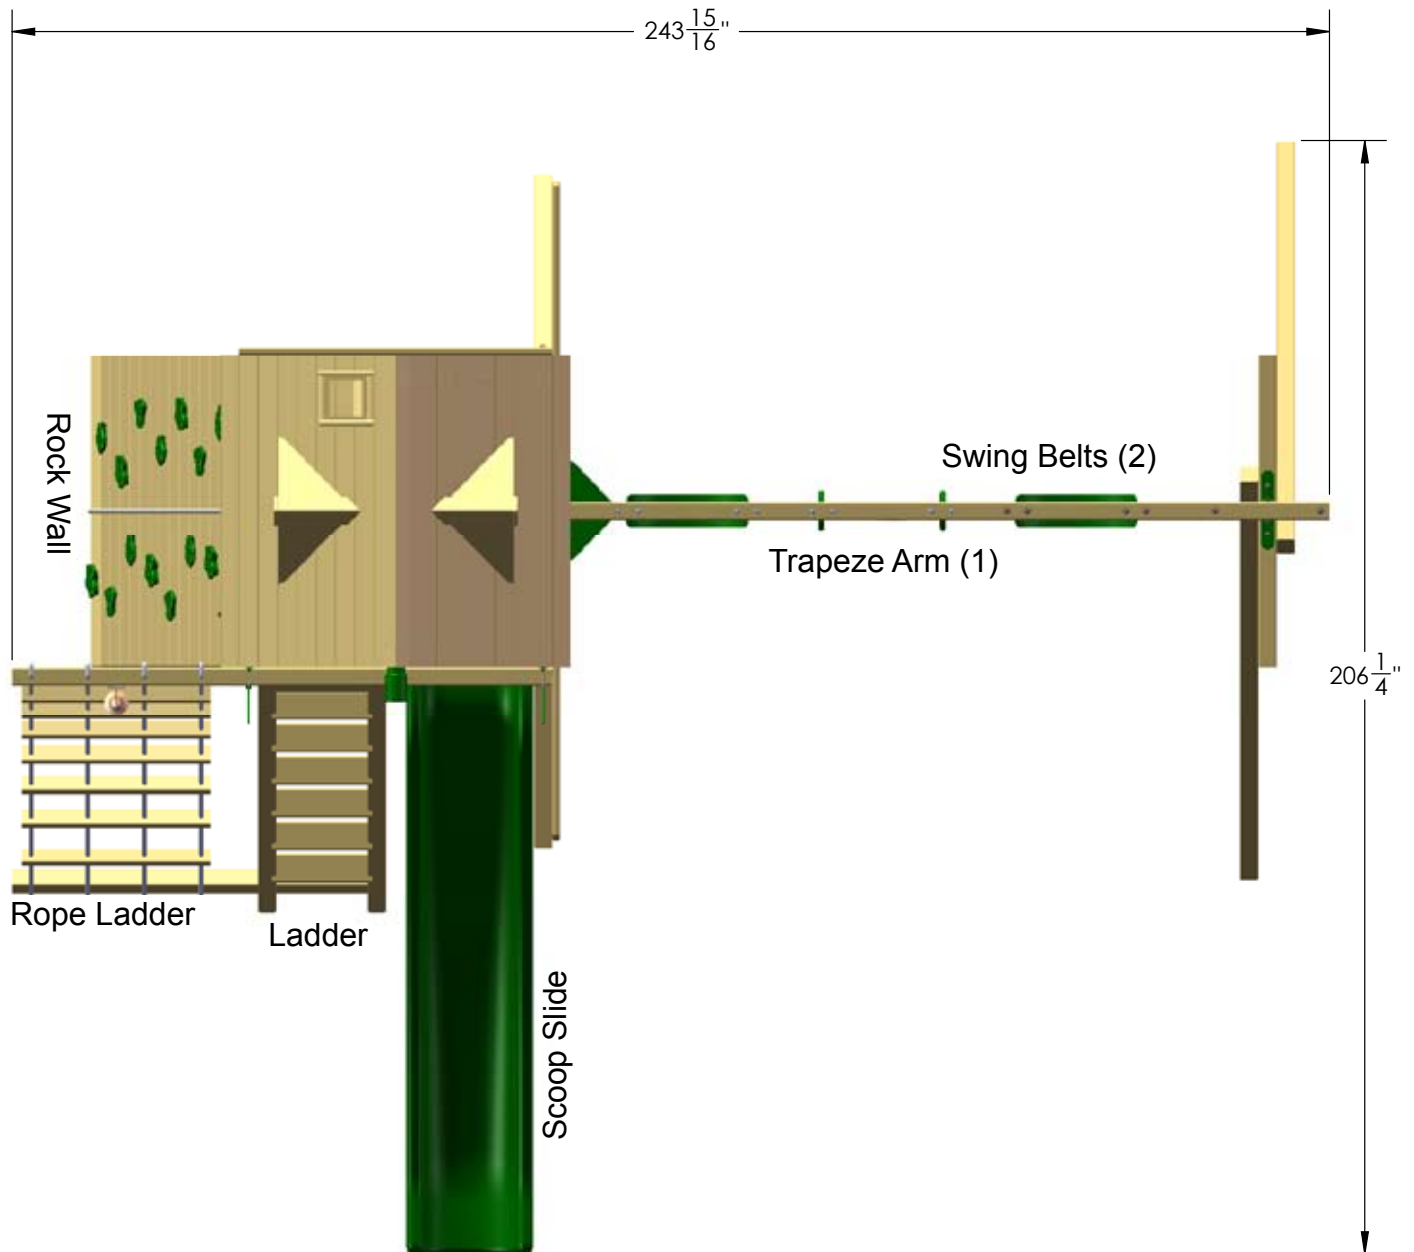 243 15/16"
Rock Wall
Swing Belts (2)
Trapeze Arm (1)
206 1/4"
Rope Ladder
Ladder
Scoop Slide